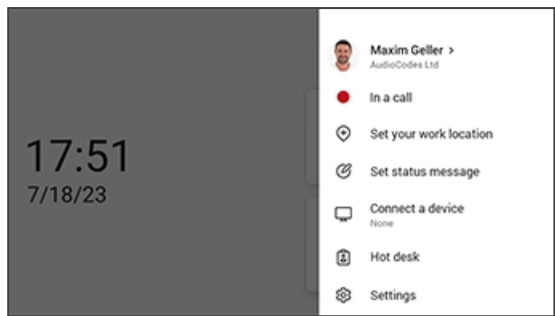 17:51
7/18/23
Maxim Geller >
AudioCodes Ltd
In a call
Set your work location
Set status message
Connect a device
None
Hot desk
Settings